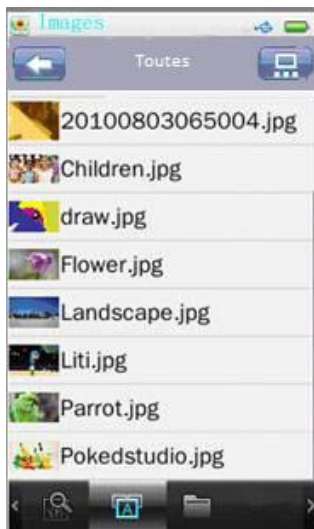 Images
Toutes
20100803065004.jpg
Children.jpg
draw.jpg
Flower.jpg
Landscape.jpg
Liti.jpg
Parrot.jpg
Pokedstudio.jpg
A